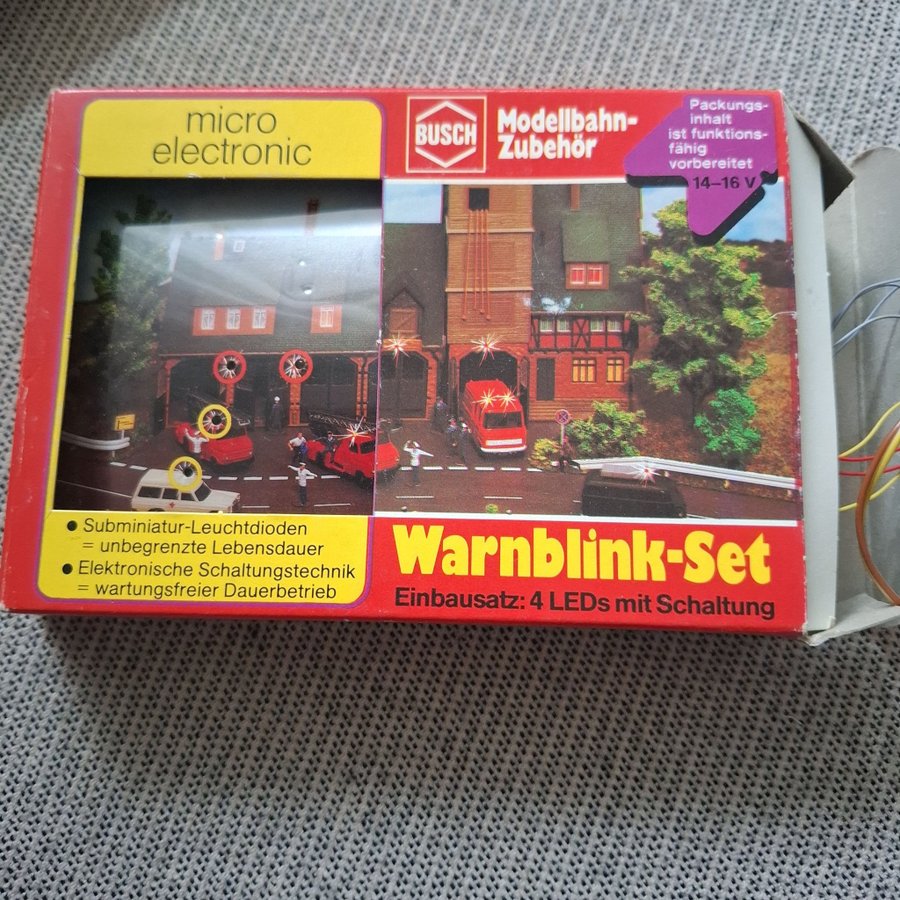 micro
electronic
BUSCH
Modellbahn-
Zubehör
Packungs-
inhalt
ist funktions-
fähig
vorbereitet
14–16 V
● Subminiatur-Leuchtdioden
= unbegrenzte Lebensdauer
● Elektronische Schaltungstechnik
= wartungsfreier Dauerbetrieb
Warnblink-Set
Einbausatz: 4 LEDs mit Schaltung